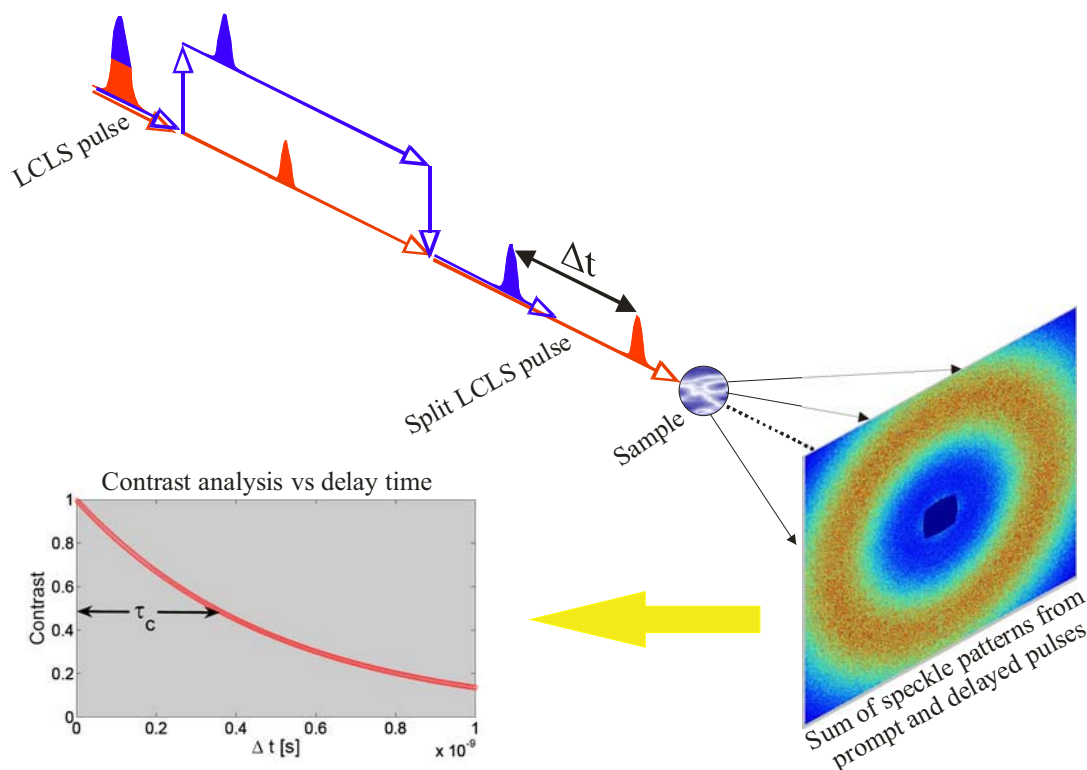 LCLS pulse
Δt
Split LCLS pulse
Sample
Sum of speckle patterns from
prompt and delayed pulses
Contrast analysis vs delay time
Contrast
1
0.8
0.6
0.4
0.2
0
τc
0 0.2 0.4 0.6 0.8 1
Δ t [s]
x 10⁻⁹